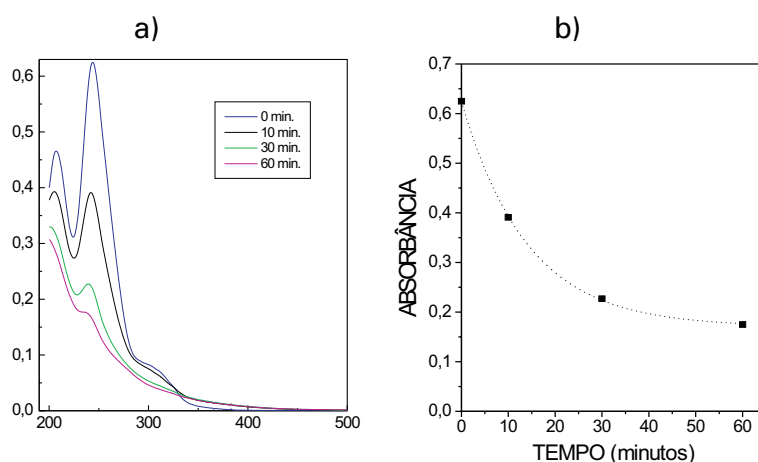 a)
0,6
0,5
0,4
0,3
0,2
0,1
0,0
200
300
400
500
0 min.
10 min.
30 min.
60 min.
b)
0,7
0,6
0,5
0,4
0,3
0,2
0,1
0,0
ABSORBÂNCIA
0 10 20 30 40 50 60
TEMPO (minutos)